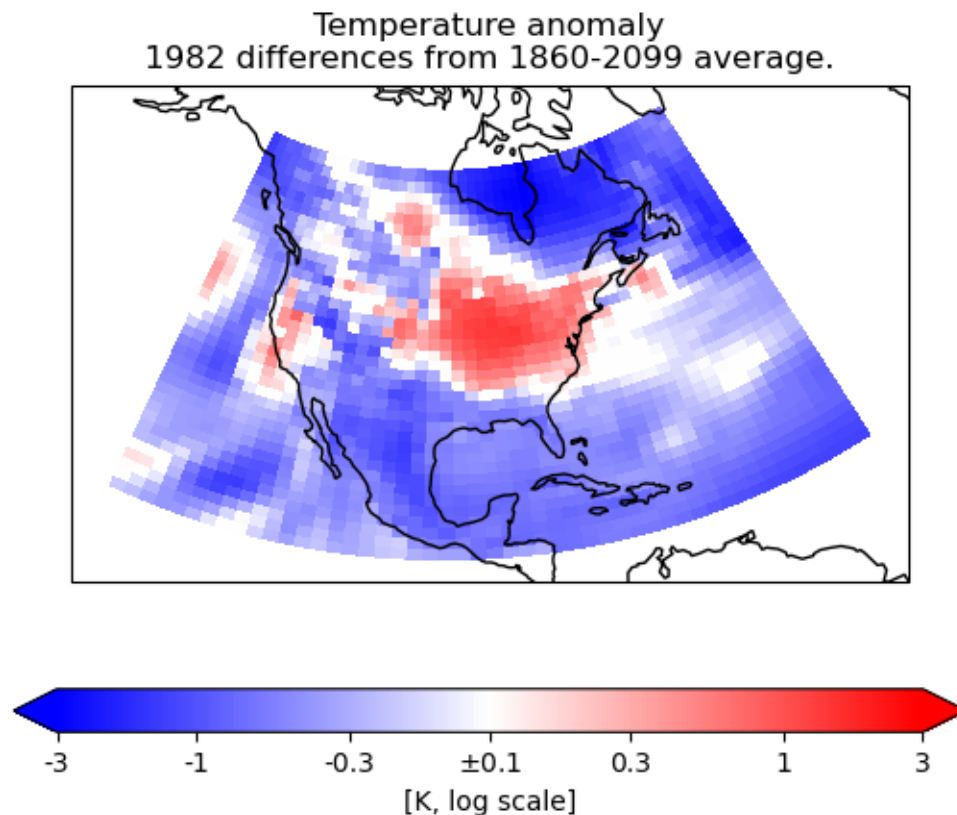 Temperature anomaly
1982 differences from 1860-2099 average.
-3 -1 -0.3 ±0.1 0.3 1 3
[K, log scale]